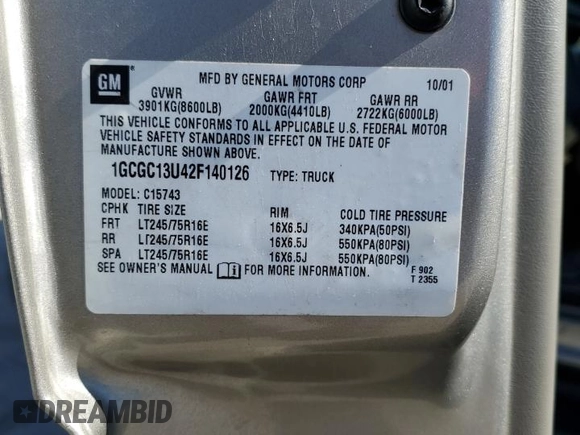 GM
MFD BY GENERAL MOTORS CORP 10/01
GVWR GAWR FRT GAWR RR
3901KG(8600LB) 2000KG(4410LB) 2722KG(6000LB)
THIS VEHICLE CONFORMS TO ALL APPLICABLE U.S. FEDERAL MOTOR
VEHICLE SAFETY STANDARDS IN EFFECT ON THE DATE OF
MANUFACTURE SHOWN ABOVE.
1GCGC13U42F140126 TYPE: TRUCK
MODEL: C15743
CPHK TIRE SIZE RIM COLD TIRE PRESSURE
FRT LT245/75R16E 16X6.5J 340KPA(50PSI)
RR LT245/75R16E 16X6.5J 550KPA(80PSI)
SPA LT245/75R16E 16X6.5J 550KPA(80PSI)
SEE OWNER'S MANUAL FOR MORE INFORMATION.
F 902
T 2355
DREAMBID